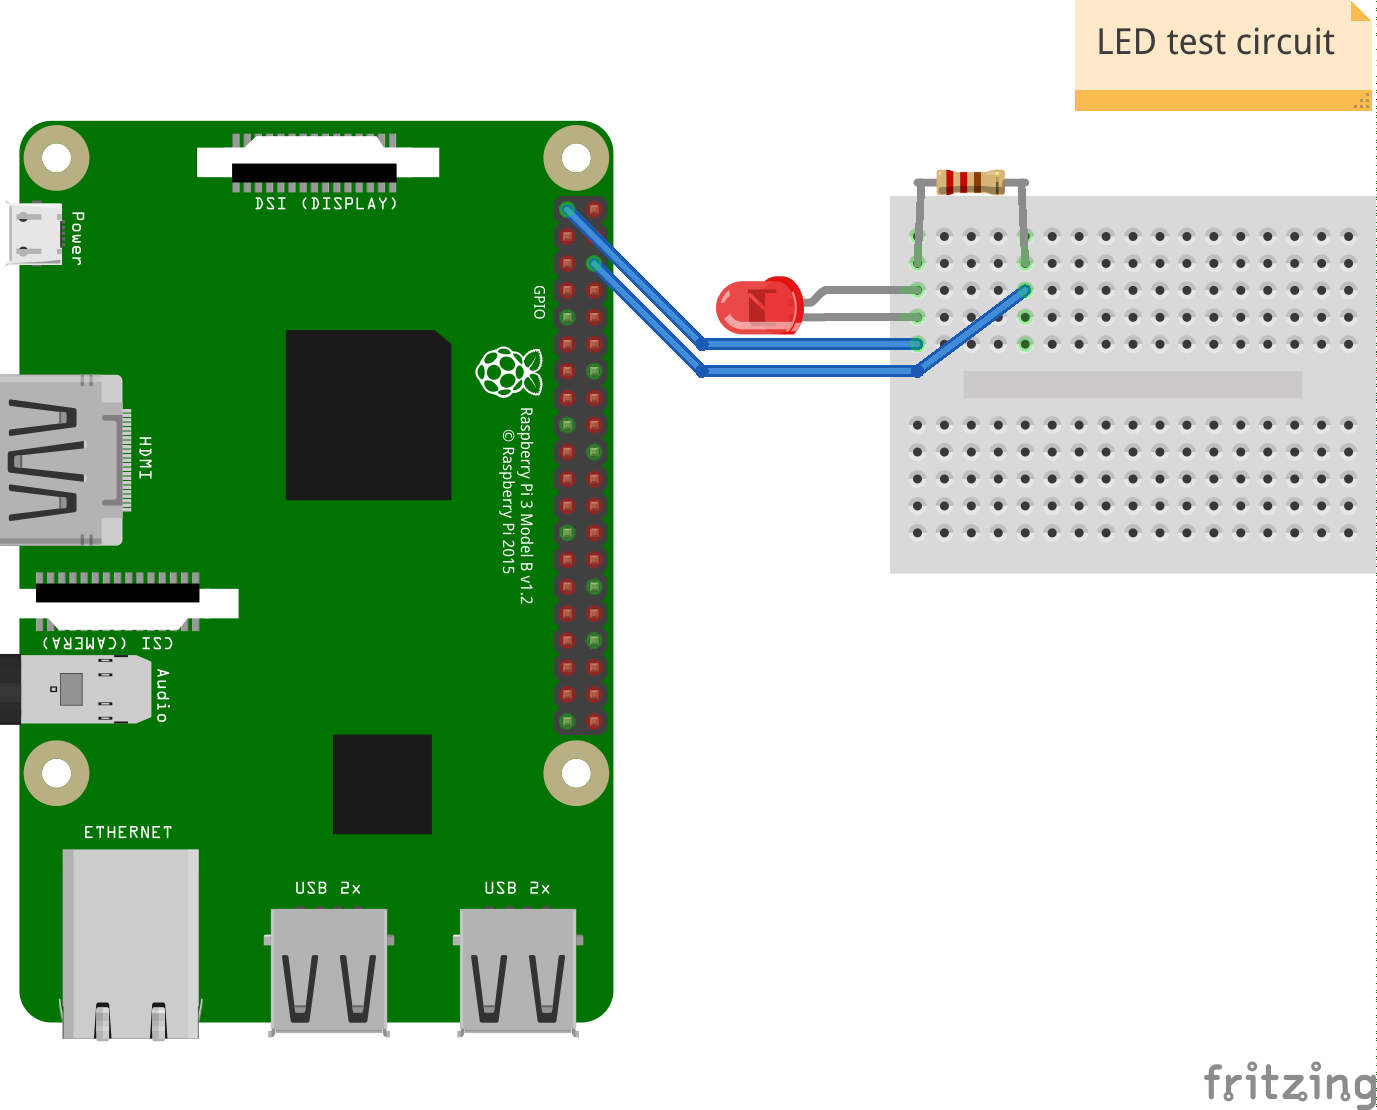 LED test circuit
DSI (DISPLAY)
Power
GPIO
Raspberry Pi 3 Model B v1.2
© Raspberry Pi 2015
HDMI
CSI (CAMERA)
Audio
ETHERNET
USB 2x
USB 2x
fritzing